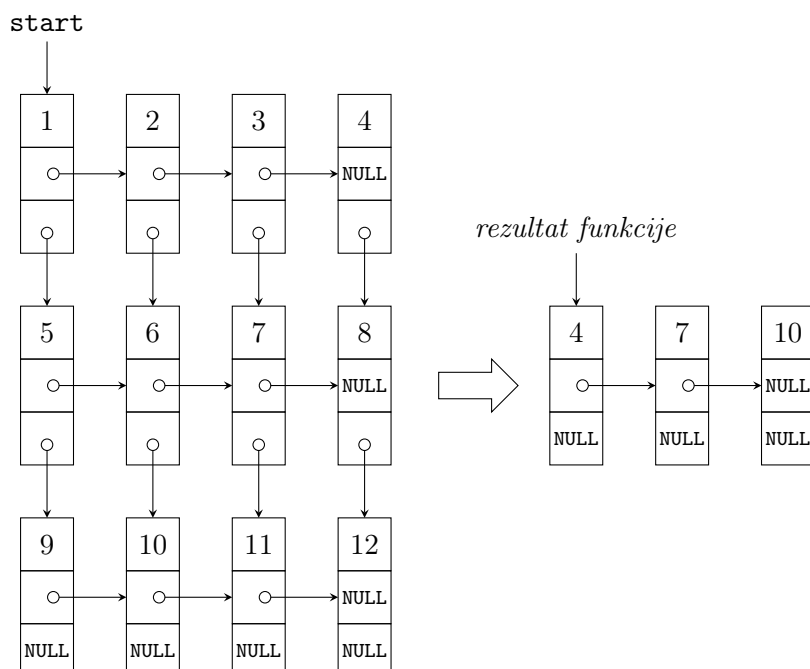 start
1 2 3 4
NULL
rezultat funkcije
5 6 7 8
NULL
4 7 10
NULL
NULL NULL NULL
9 10 11 12
NULL
NULL NULL NULL NULL